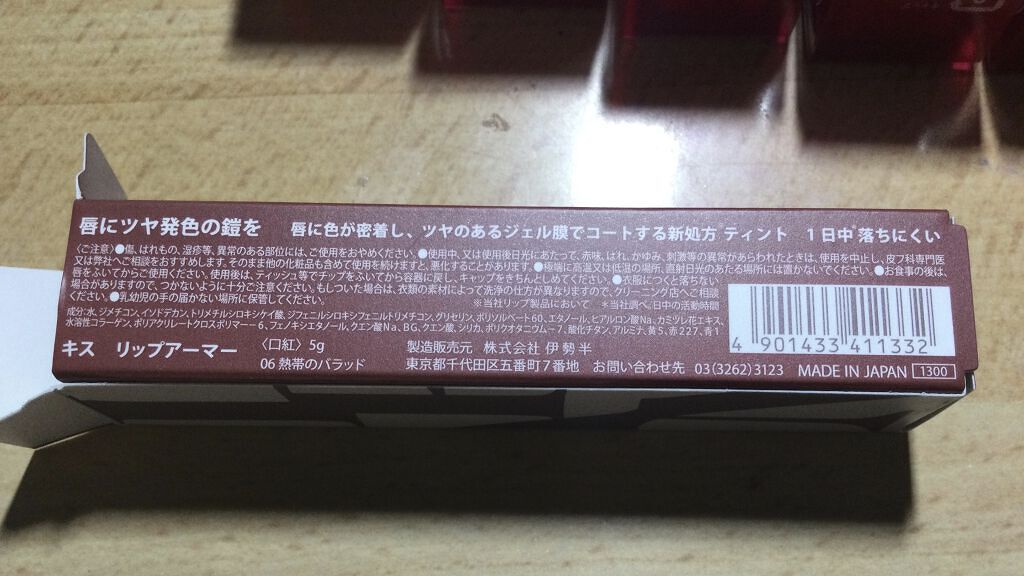 唇にツヤ発色の鎧を 唇に色が密着し、ツヤのあるジェル膜でコートする新処方 ティント 1日中 落ちにくい
〈ご注意〉●傷、はれもの、湿疹等、異常のある部位には、ご使用をおやめください。●使用中、又は使用後日光にあたって、赤味、はれ、かゆみ、刺激等の異常があらわれたときは、使用を中止し、皮フ科専門医
又は弊社へご相談をおすすめします。そのまま他の化粧品も含めて使用を続けますと、悪化することがあります。●極端に高温又は低温の場所、直射日光のあたる場所には置かないでください。●お食事の後は、
唇をふいてからご使用ください。使用後は、ティッシュ等でチップをふいてから容器に戻し、キャップをきちんとしめてください。●衣服につくと落ちない
場合がありますので、つかないように十分ご注意ください。もしついた場合は、衣類の素材によって洗浄の仕方が異なりますので、クリーニング店へご相談
ください。●乳幼児の手の届かない場所に保管してください。 ※当社リップ製品において ＊当社調べ、日中の活動時間
成分:水、ジメチコン、イソドデカン、トリメチルシロキシケイ酸、ジフェニルシロキシフェニルトリメチコン、グリセリン、ポリソルベート60、エタノール、ヒアルロン酸Na、カミツレ花エキス、
水溶性コラーゲン、ポリアクリレートクロスポリマー-6、フェノキシエタノール、クエン酸Na、BG、クエン酸、シリカ、ポリクオタニウム-7、酸化チタン、アルミナ、黄5、赤227、青1
キス リップアーマー 〈口紅〉5g 製造販売元 株式会社 伊勢半
06 熱帯のバラッド 東京都千代田区五番町7番地 お問い合わせ先 03(3262)3123 MADE IN JAPAN 1300
4 901433 411332